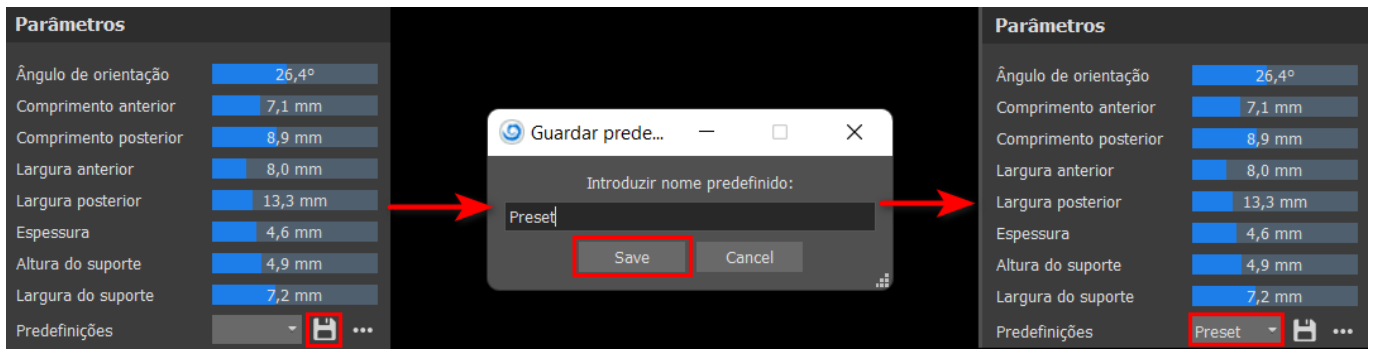 Parâmetros
Ângulo de orientação 26,4°
Comprimento anterior 7,1 mm
Comprimento posterior 8,9 mm
Largura anterior 8,0 mm
Largura posterior 13,3 mm
Espessura 4,6 mm
Altura do suporte 4,9 mm
Largura do suporte 7,2 mm
Predefinições
Guardar prede...
Introduzir nome predefinido:
Preset
Save Cancel
Parâmetros
Ângulo de orientação 26,4°
Comprimento anterior 7,1 mm
Comprimento posterior 8,9 mm
Largura anterior 8,0 mm
Largura posterior 13,3 mm
Espessura 4,6 mm
Altura do suporte 4,9 mm
Largura do suporte 7,2 mm
Predefinições Preset